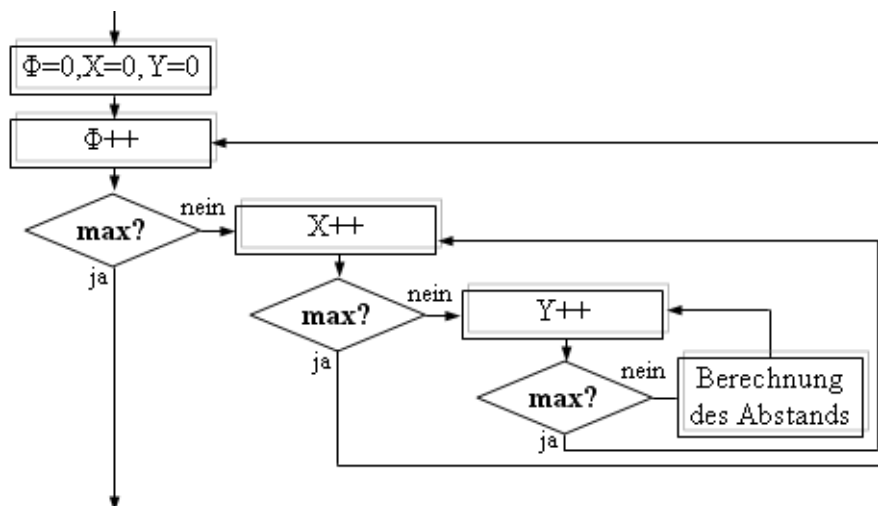 Φ=0,X=0, Y=0
Φ++
max?
nein
ja
X++
max?
nein
ja
Y++
max?
nein
ja
Berechnung
des Abstands